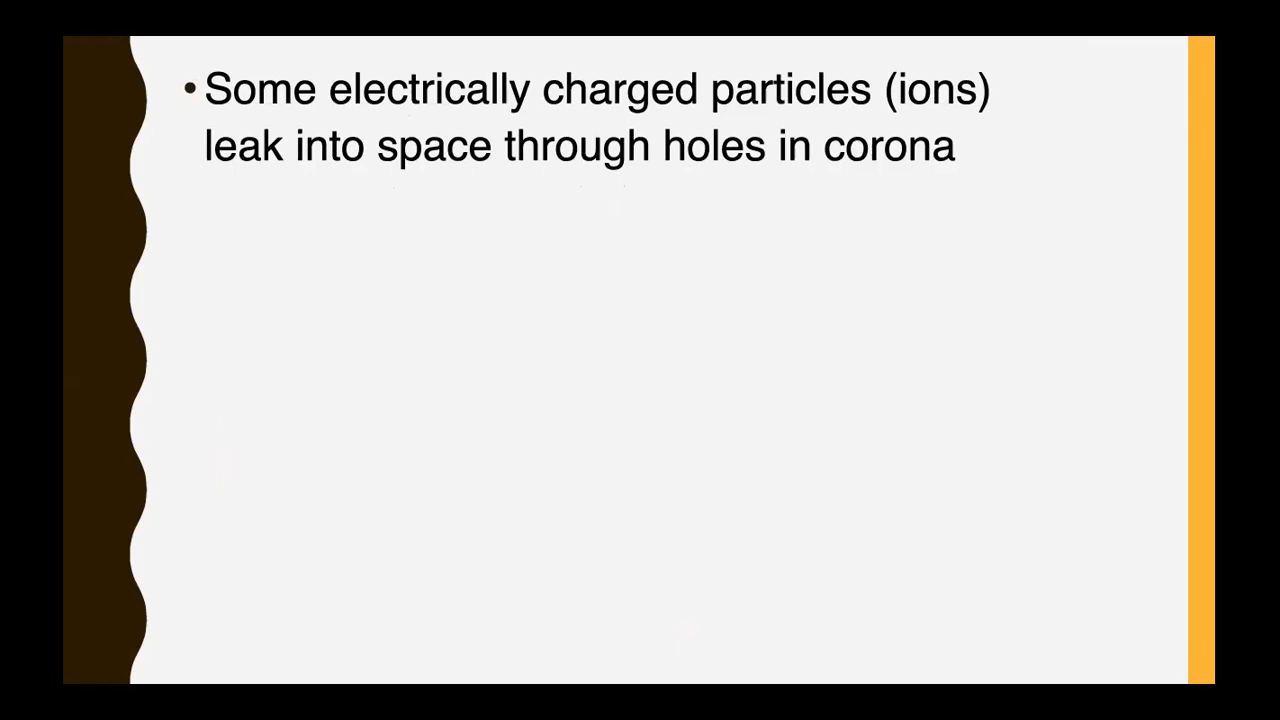 •Some electrically charged particles (ions)
leak into space through holes in corona